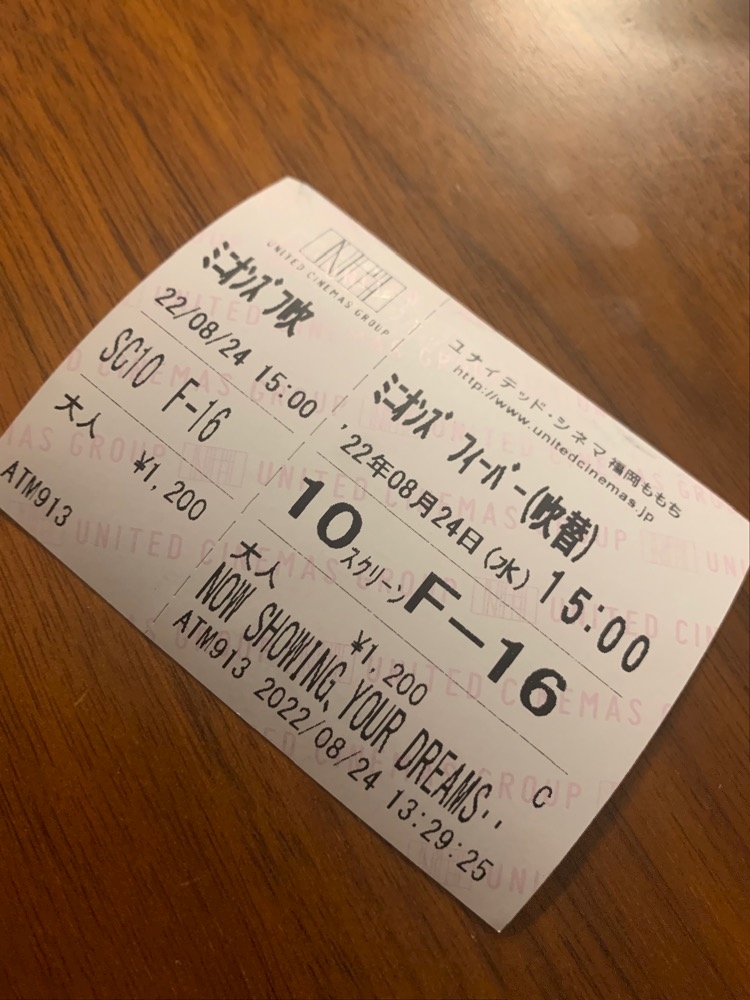 UNITED CINEMAS GROUP
ミニオンズフ吹
22/08/24 15:00
SC10 F-16
大人
¥1,200
ATM913
ユナイテッド・シネマ 福岡ももち
http://www.unitedcinemas.jp
ミニオンズ フィーバー(吹替)
'22年08月24日(水) 15:00
10スクリーン F-16
大人
¥1,200
NOW SHOWING、YOUR DREAMS・・ C
ATM913 2022/08/24 13:29:25